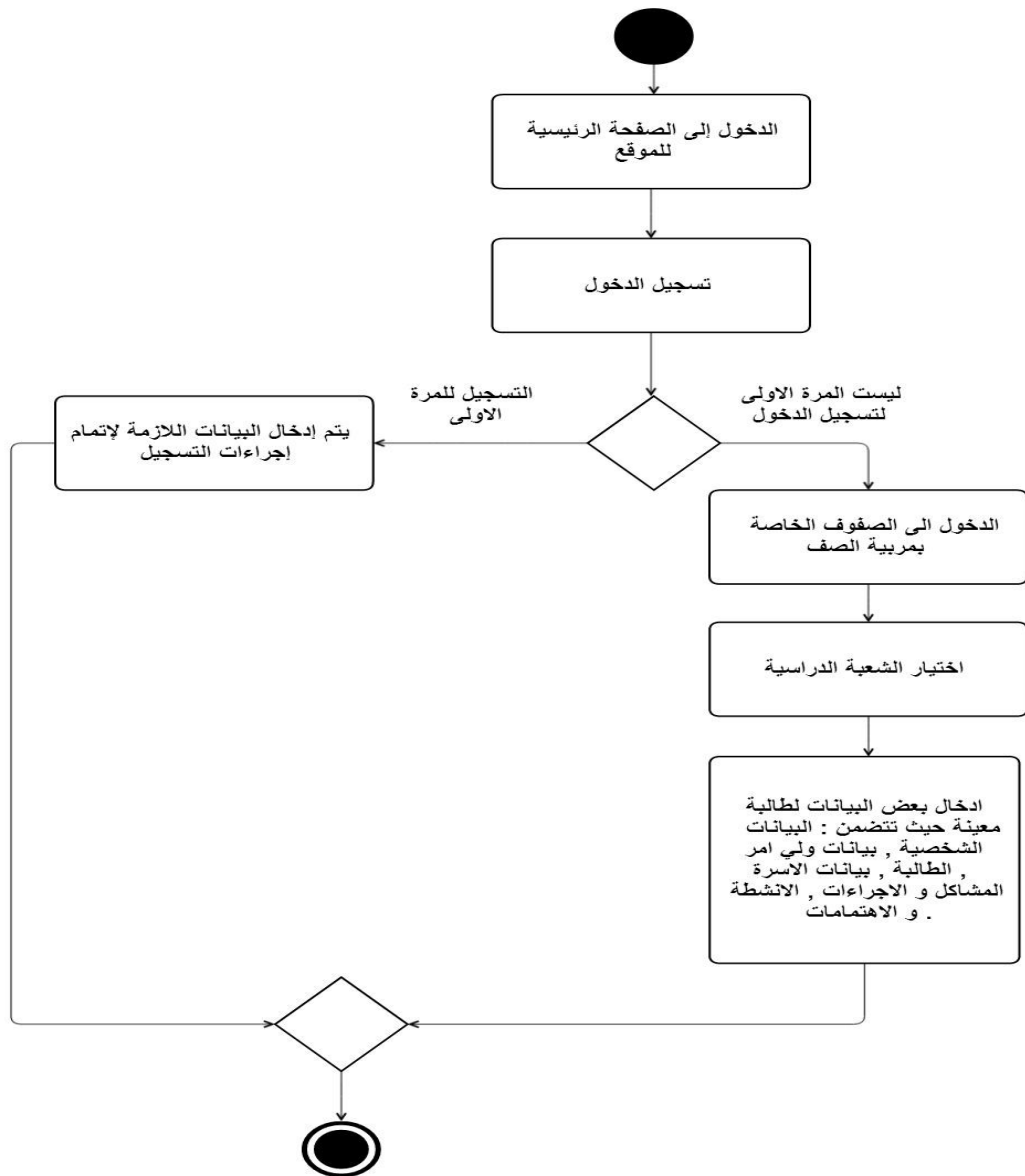 الدخول إلى الصفحة الرئيسية
للموقع
تسجيل الدخول
ليست المرة الاولى
لتسجيل الدخول
التسجيل للمرة
الاولى
يتم إدخال البيانات اللازمة لإتمام
إجراءات التسجيل
الدخول الى الصفوف الخاصة
بمربية الصف
اختيار الشعبة الدراسية
ادخال بعض البيانات لطالبة
معينة حيث تتضمن : البيانات
الشخصية , بيانات ولي امر
الطالبة , بيانات الاسرة ,
المشاكل و الاجراءات , الانشطة
و الاهتمامات .